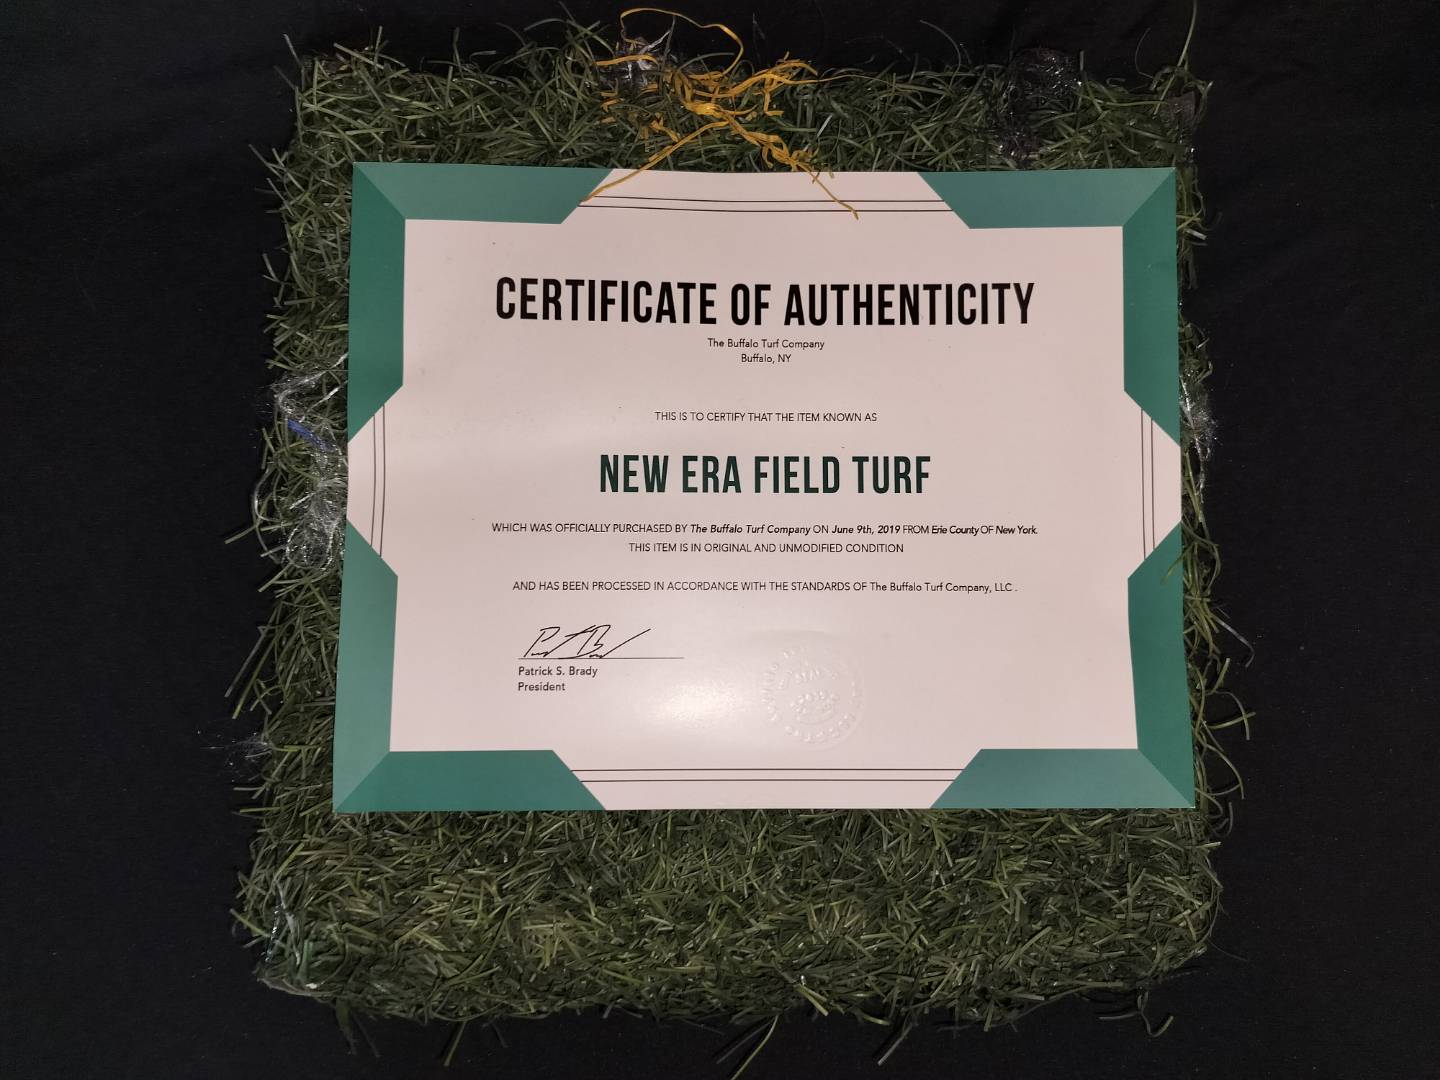 CERTIFICATE OF AUTHENTICITY
The Buffalo Turf Company
Buffalo, NY
THIS IS TO CERTIFY THAT THE ITEM KNOWN AS
NEW ERA FIELD TURF
WHICH WAS OFFICIALLY PURCHASED BY The Buffalo Turf Company ON June 9th, 2019 FROM Erie County OF New York.
THIS ITEM IS IN ORIGINAL AND UNMODIFIED CONDITION
AND HAS BEEN PROCESSED IN ACCORDANCE WITH THE STANDARDS OF The Buffalo Turf Company, LLC .
Patrick S. Brady
President